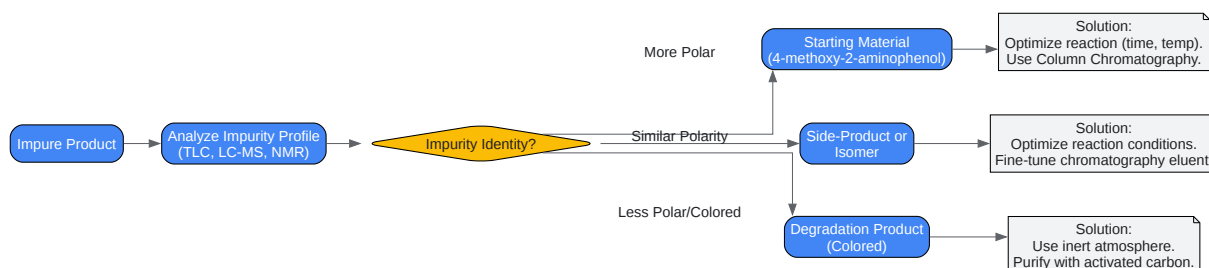 Impure Product
Analyze Impurity Profile
(TLC, LC-MS, NMR)
Impurity Identity?
More Polar
Starting Material
(4-methoxy-2-aminophenol)
Solution:
Optimize reaction (time, temp).
Use Column Chromatography.
Similar Polarity
Side-Product or
Isomer
Solution:
Optimize reaction conditions.
Fine-tune chromatography eluent
Less Polar/Colored
Degradation Product
(Colored)
Solution:
Use inert atmosphere.
Purify with activated carbon.